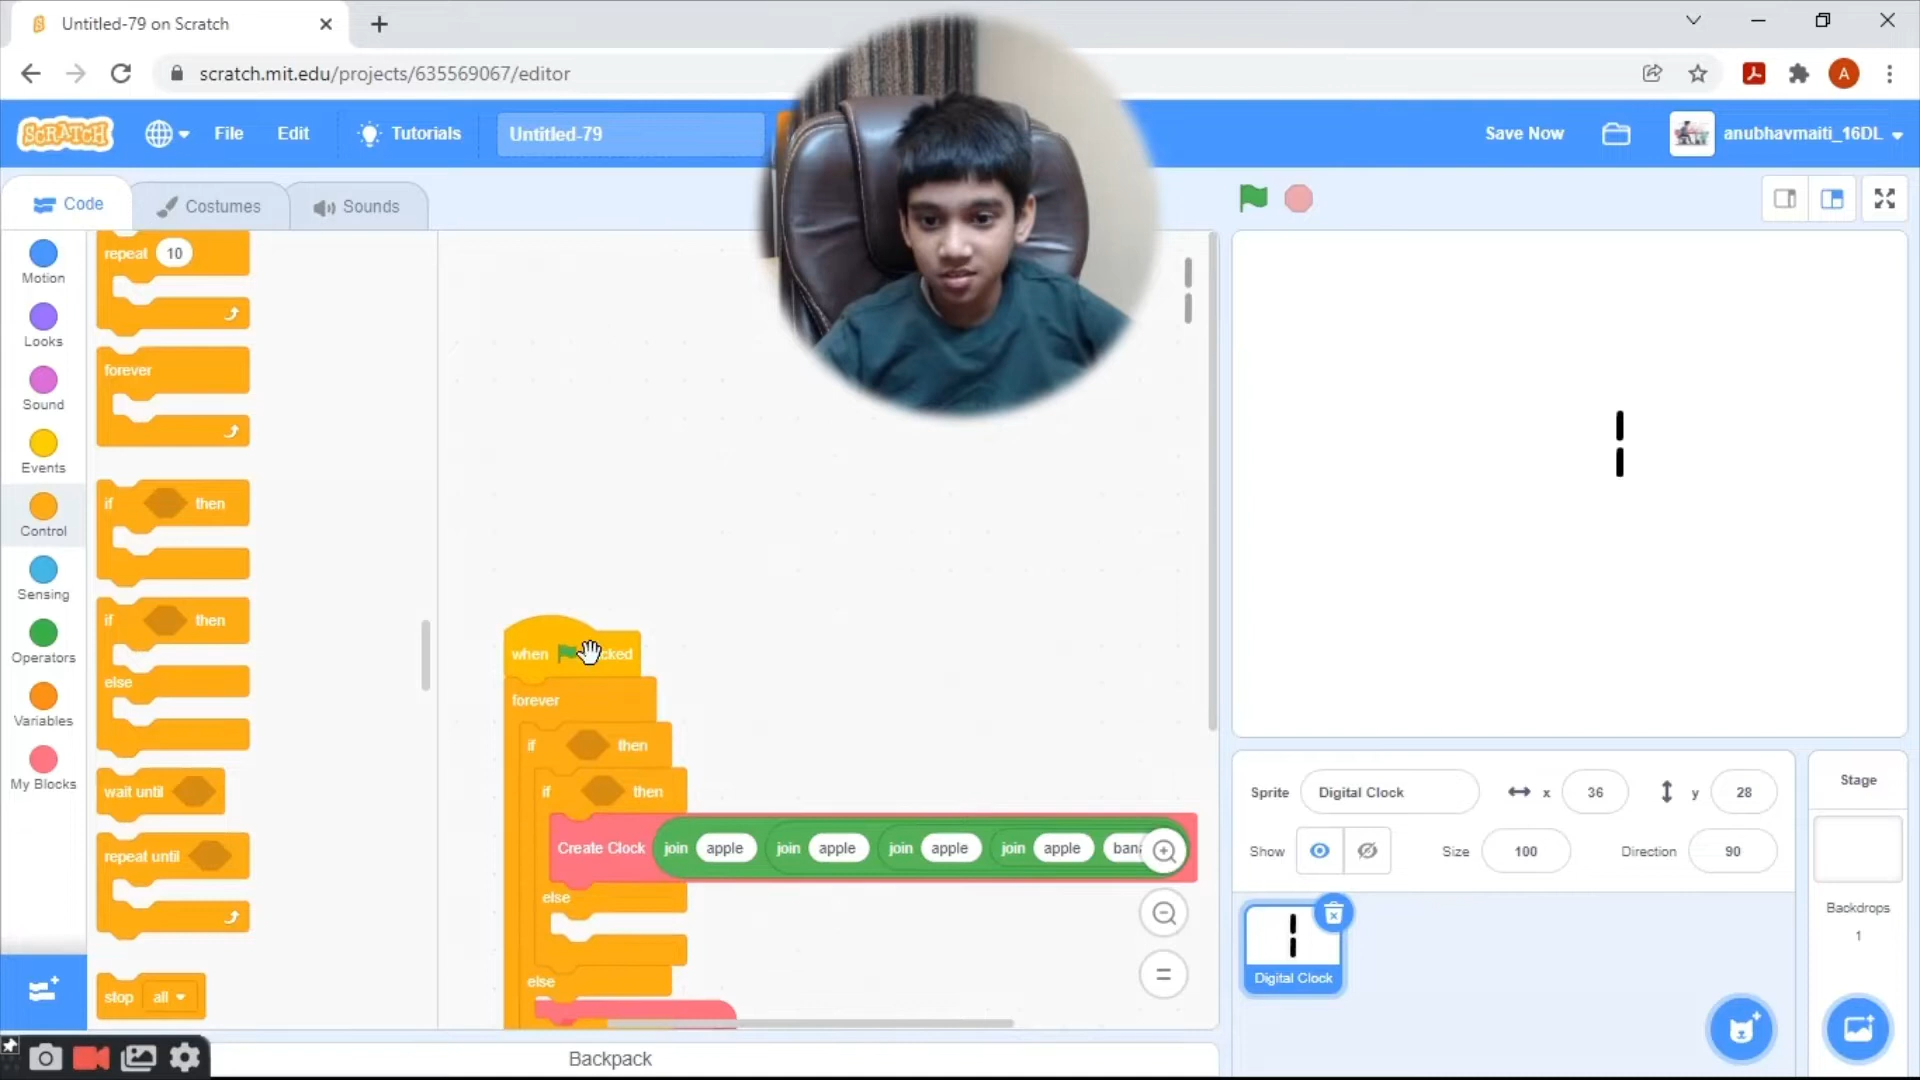 Untitled-79 on Scratch
scratch.mit.edu/projects/635569067/editor
A
SCRATCH
File
Edit
Tutorials
Untitled-79
Save Now
anubhavmaiti_16DL
Code
Costumes
Sounds
Motion
Looks
Sound
Events
Control
Sensing
Operators
Variables
My Blocks
repeat 10
forever
if then
if then
else
wait until
repeat until
stop all
when cked
forever
if then
if then
Create Clock join apple join apple join apple join apple bana
else
else
Backpack
Sprite Digital Clock x 36 y 28
Show Size 100 Direction 90
Digital Clock
Stage
Backdrops
1